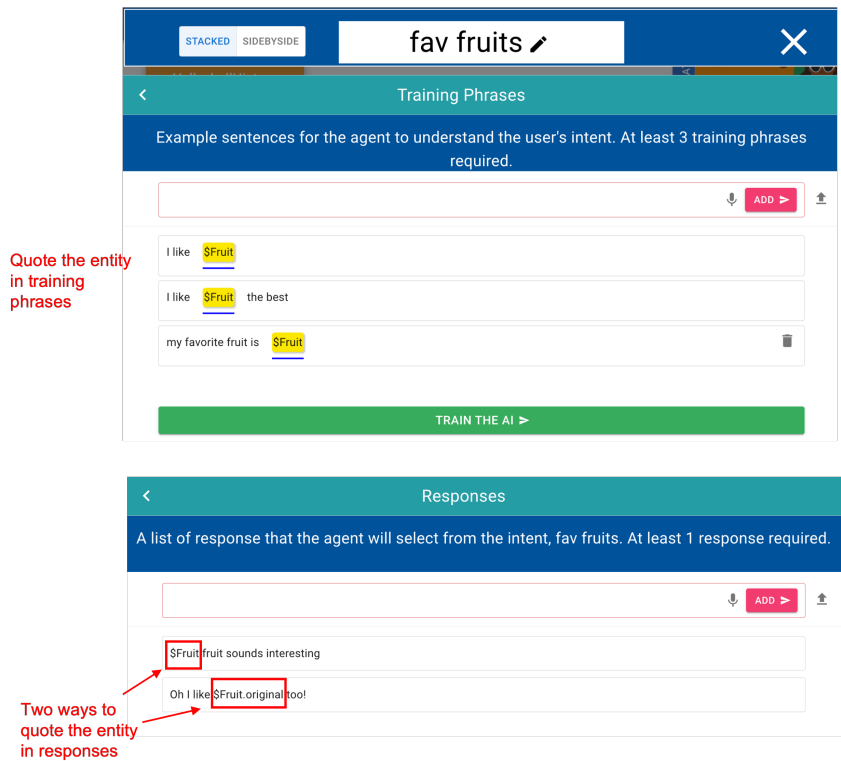 STACKED SIDEBYSIDE
fav fruits
Training Phrases
Example sentences for the agent to understand the user's intent. At least 3 training phrases
required.
ADD
I like $Fruit
Quote the entity
in training
phrases
I like $Fruit the best
my favorite fruit is $Fruit
TRAIN THE AI
Responses
A list of response that the agent will select from the intent, fav fruits. At least 1 response required.
ADD
$Fruit fruit sounds interesting
Oh I like $Fruit.original too!
Two ways to
quote the entity
in responses